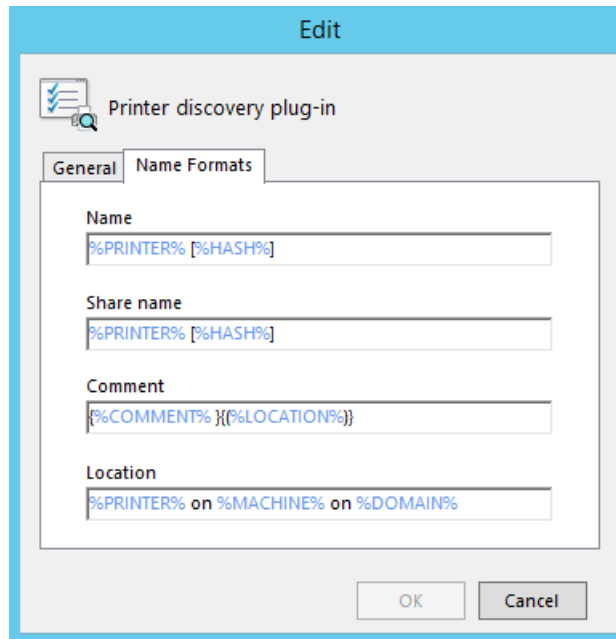 Edit
Printer discovery plug-in
General Name Formats
Name
%PRINTER% [%HASH%]
Share name
%PRINTER% [%HASH%]
Comment
{%COMMENT% }{(%LOCATION%)}
Location
%PRINTER% on %MACHINE% on %DOMAIN%
OK Cancel